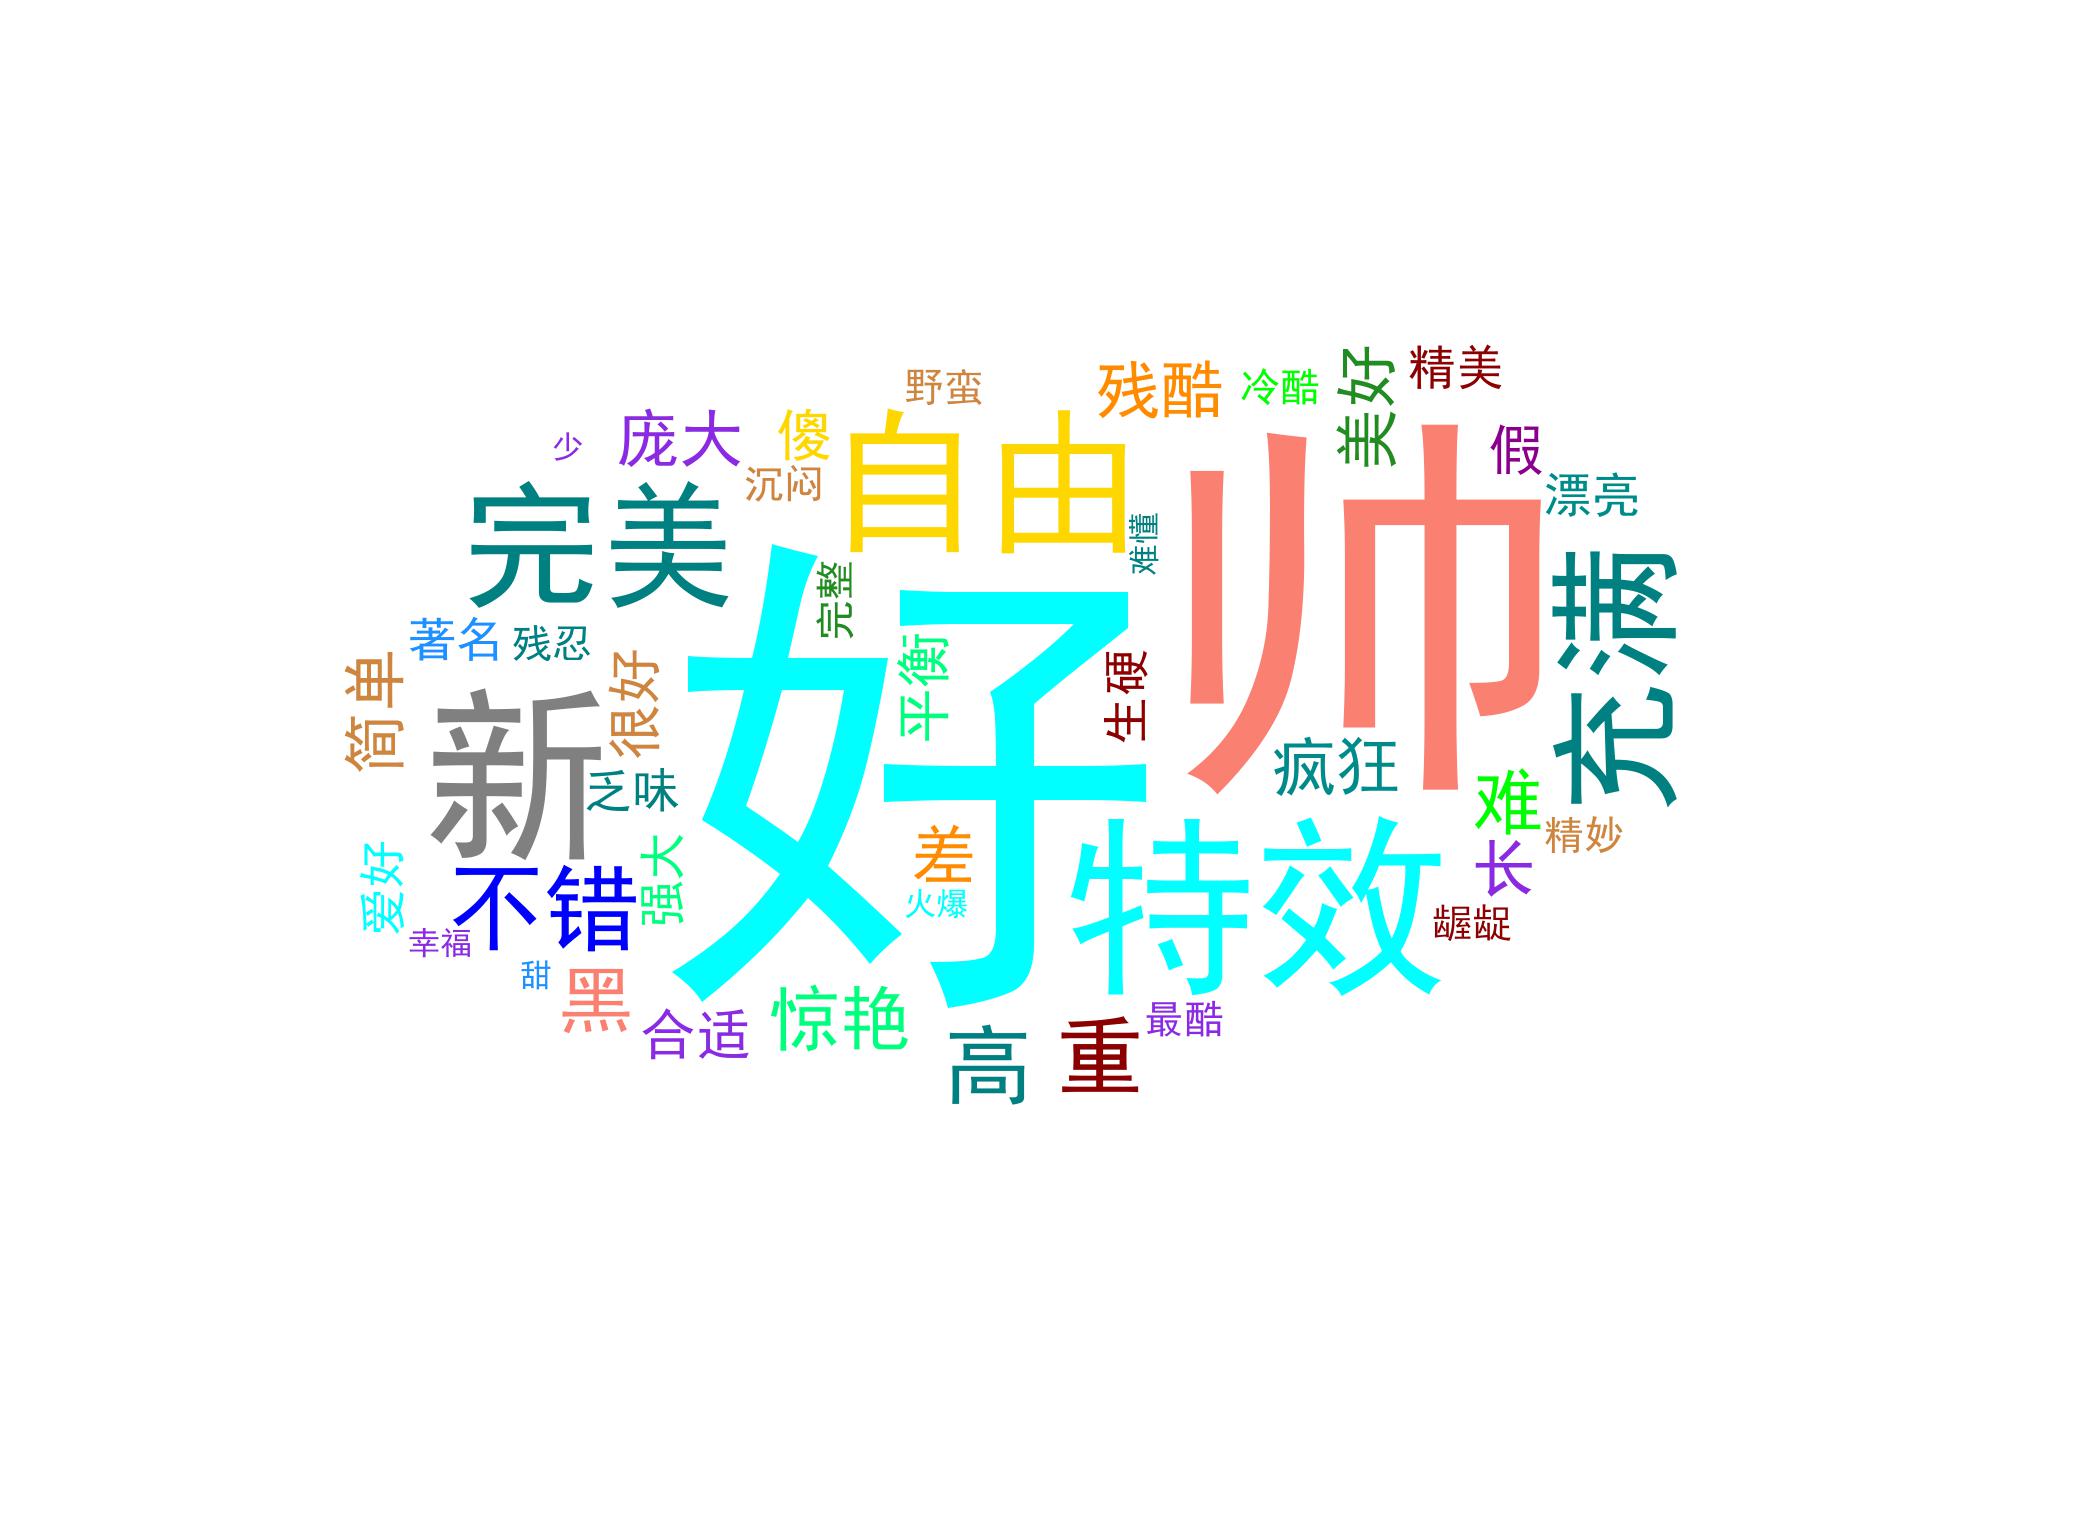 野蛮
残酷
冷酷
美好
精美
少
庞大
傻
自由
帅
假
沉闷
漂亮
完美
难懂
充满
完整
好
著名
残忍
平衡
生硬
简单
新
很好
疯狂
乏味
难
精妙
特效
爱好
不错
强大
差
长
火爆
龌龊
幸福
甜
黑
合适
惊艳
高
重
最酷